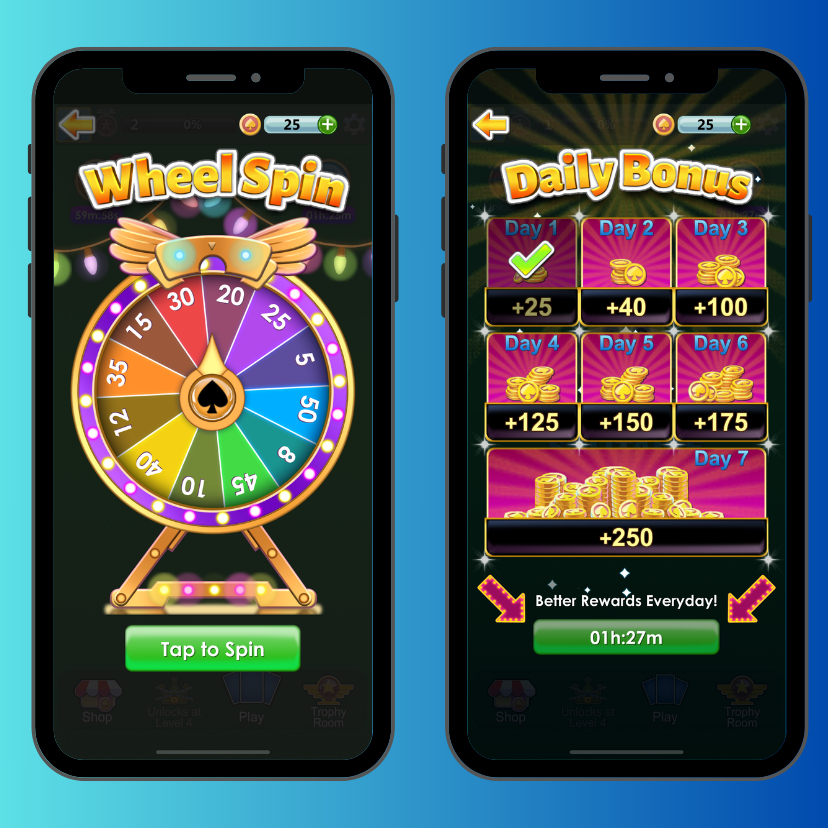 2 0% 25
Wheel Spin
59m:58s 01h:25m
30 20
15 25
35 5
12 50
40 8
10 45
Tap to Spin
Shop Unlocks at Level 4 Play Trophy Room
25
Daily Bonus
Day 1 Day 2 Day 3
+25 +40 +100
Day 4 Day 5 Day 6
+125 +150 +175
Day 7
+250
Better Rewards Everyday!
01h:27m
Shop Unlocks at Level 4 Play Trophy Room